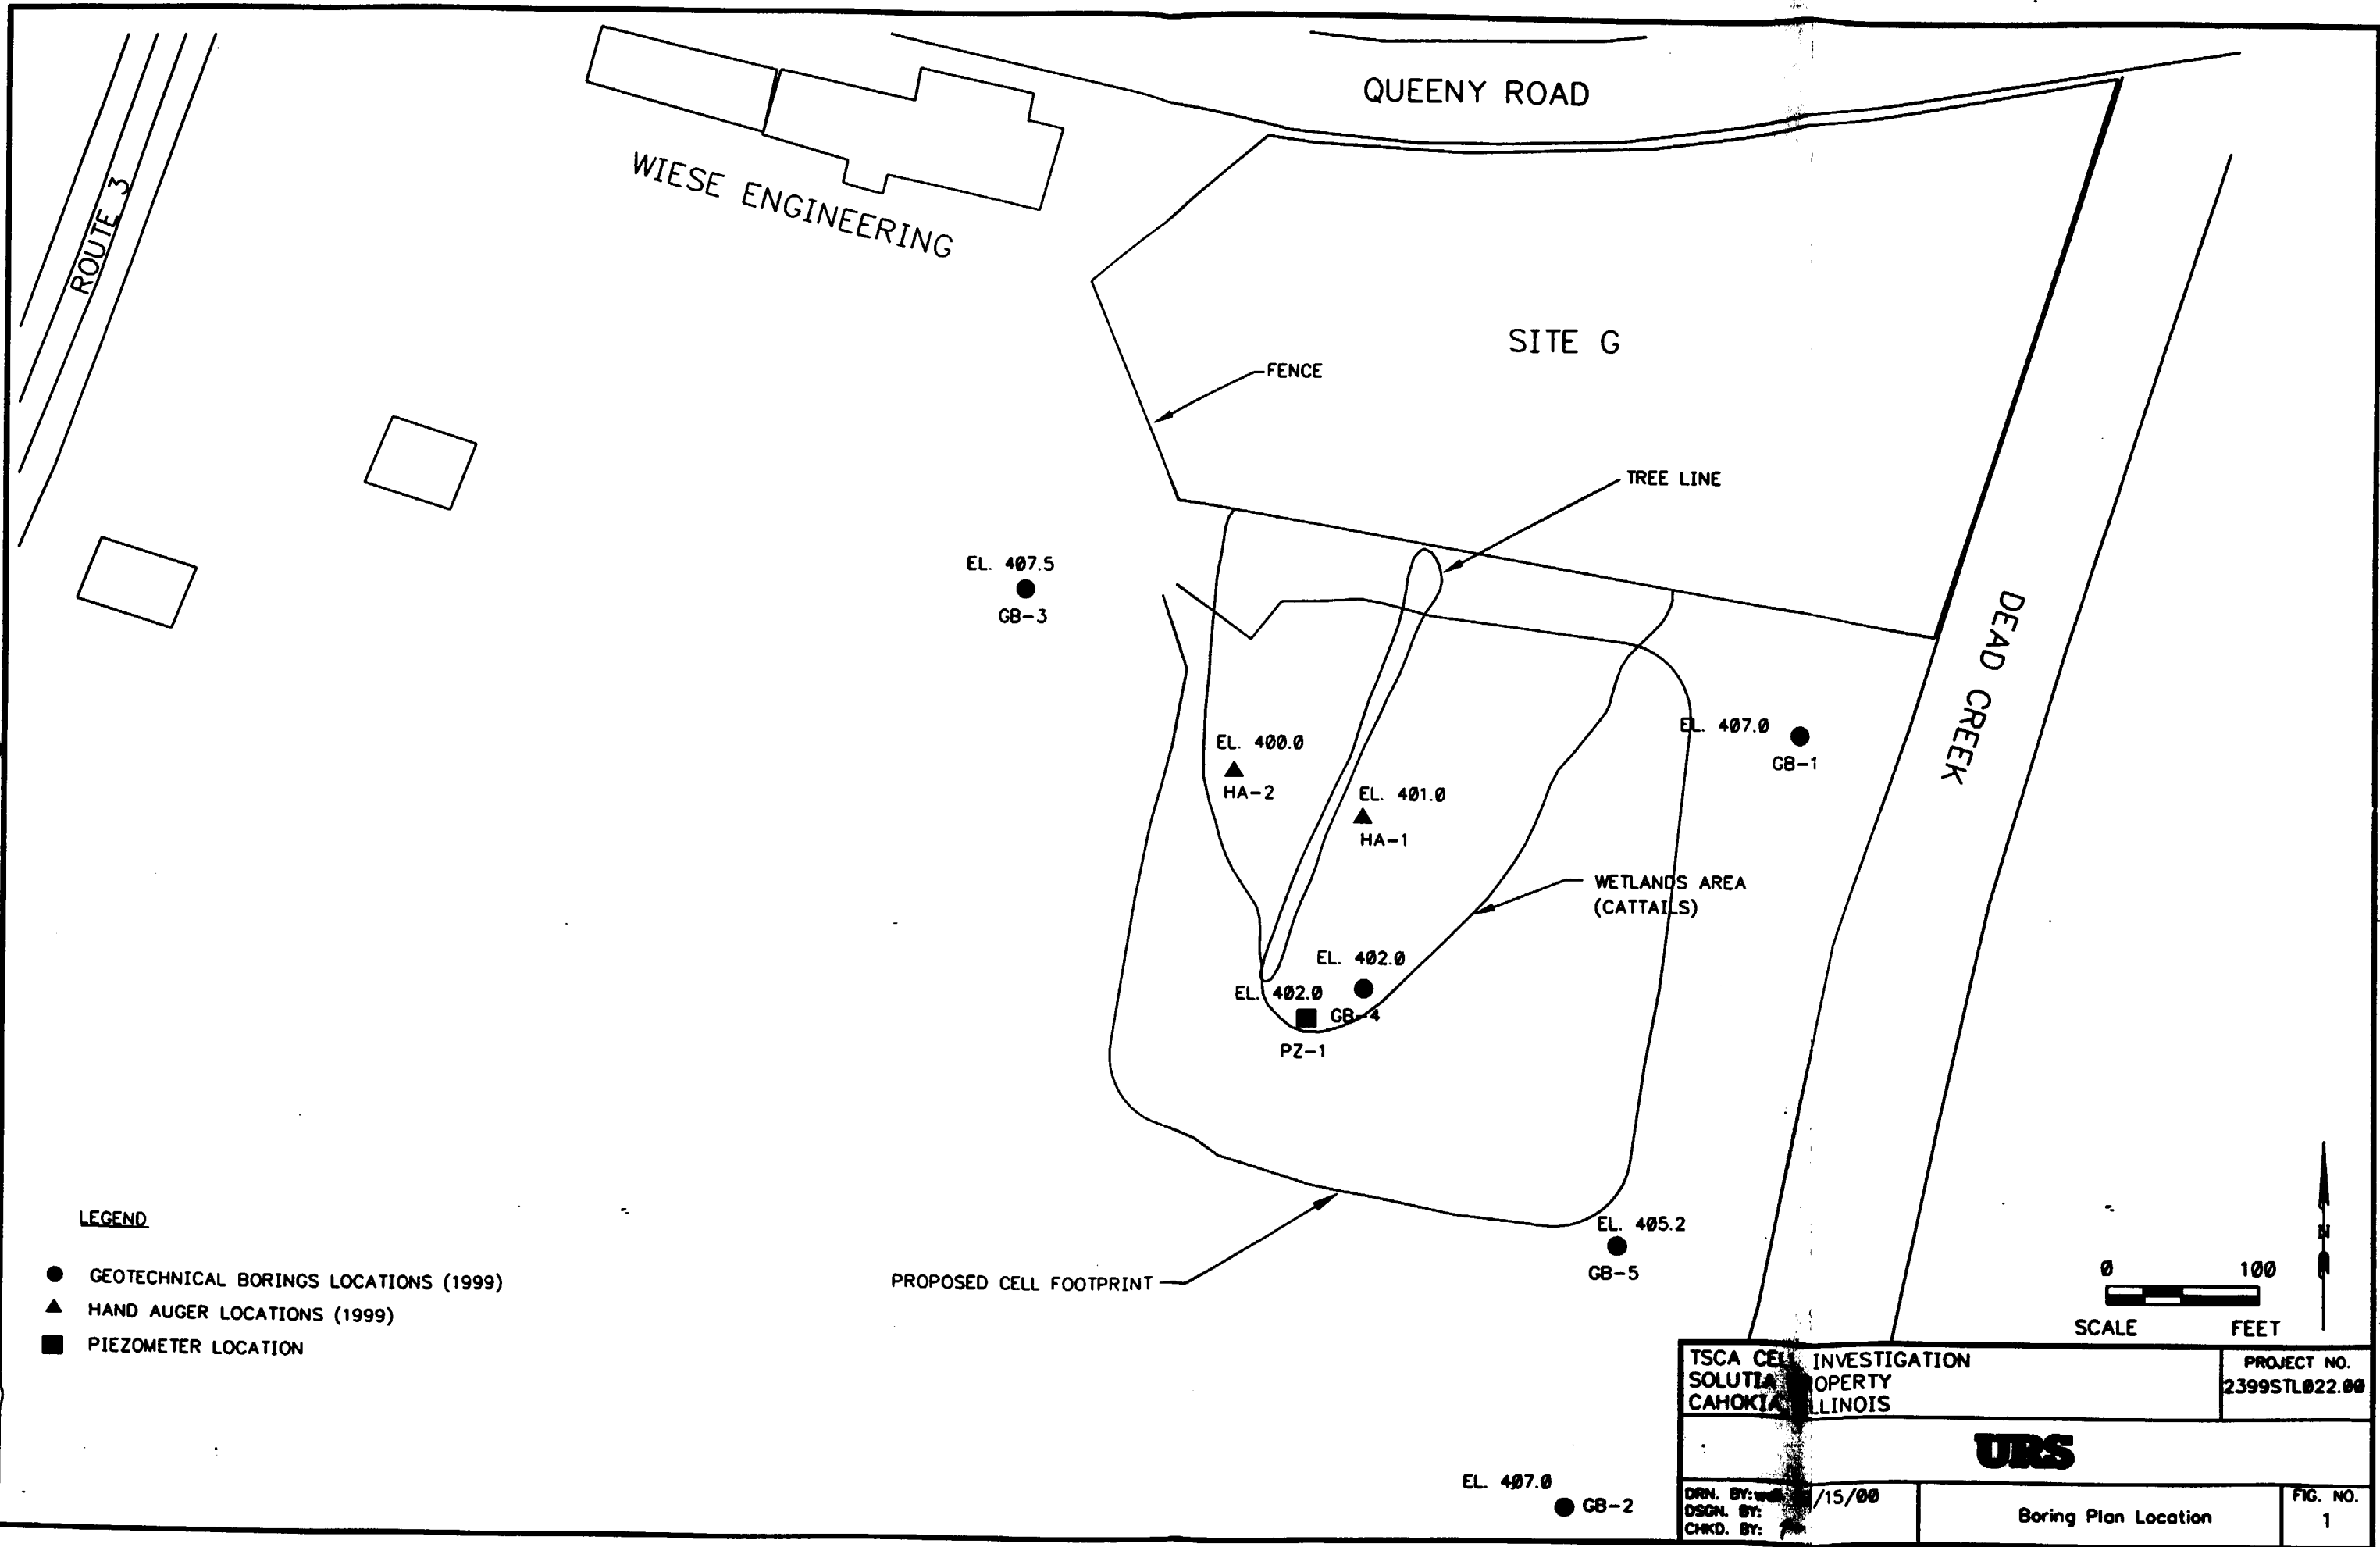 QUEENY ROAD
WIESE ENGINEERING
ROUTE 3
SITE G
FENCE
TREE LINE
EL. 407.5
GB-3
DEAD CREEK
EL. 407.0
GB-1
EL. 400.0
HA-2
EL. 401.0
HA-1
WETLANDS AREA
(CATTAILS)
EL. 402.0
GB-4
EL. 402.0
PZ-1
EL. 405.2
GB-5
PROPOSED CELL FOOTPRINT
LEGEND
GEOTECHNICAL BORINGS LOCATIONS (1999)
HAND AUGER LOCATIONS (1999)
PIEZOMETER LOCATION
N
0 100
SCALE FEET
EL. 407.0
GB-2
TSCA CELL INVESTIGATION
SOLUTIA OPERTY
CAHOKIA LLINOIS
PROJECT NO.
2399STL022.00
URS
DRN. BY: /15/00
DSGN. BY:
CHKD. BY:
Boring Plan Location
FIG. NO.
1